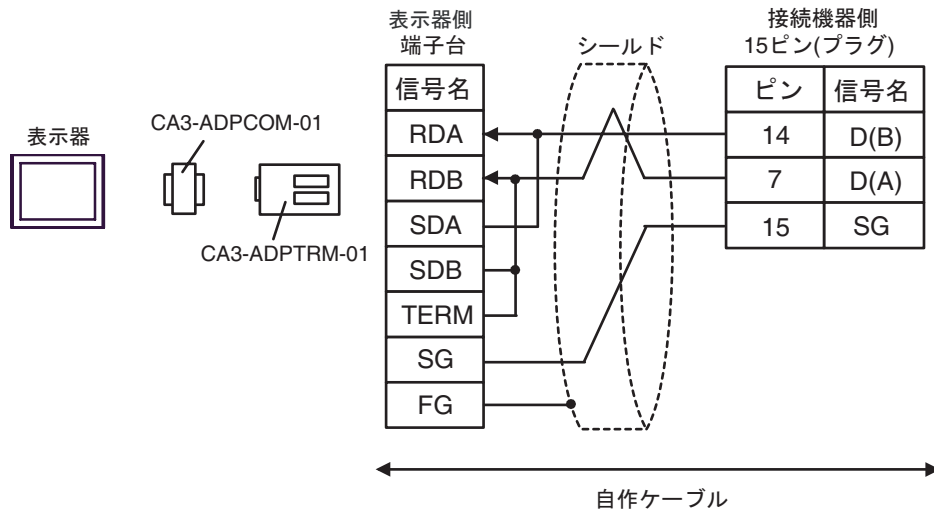 表示器
CA3-ADPCOM-01
CA3-ADPTRM-01
表示器側
端子台
信号名
RDA
RDB
SDA
SDB
TERM
SG
FG
シールド
接続機器側
15ピン(プラグ)
ピン 信号名
14 D(B)
7 D(A)
15 SG
自作ケーブル